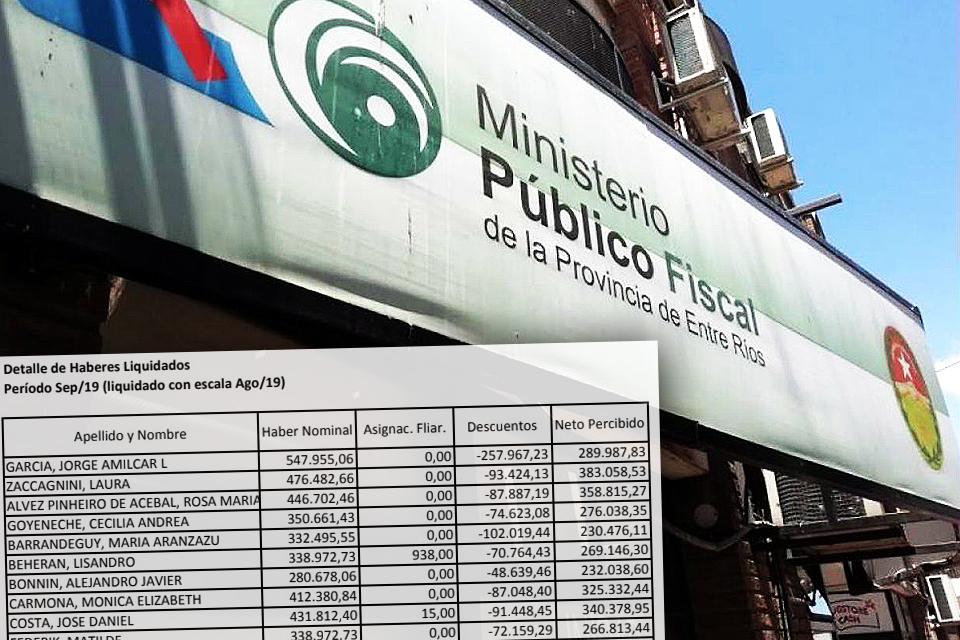 Ministerio
Público Fiscal
de la Provincia de Entre Ríos
Detalle de Haberes Liquidados
Período Sep/19 (liquidado con escala Ago/19)
Apellido y Nombre Haber Nominal Asignac. Fliar. Descuentos Neto Percibido
GARCIA, JORGE AMILCAR L 547.955,06 0,00 -257.967,23 289.987,83
ZACCAGNINI, LAURA 476.482,66 0,00 -93.424,13 383.058,53
ALVEZ PINHEIRO DE ACEBAL, ROSA MARIA 446.702,46 0,00 -87.887,19 358.815,27
GOYENECHE, CECILIA ANDREA 350.661,43 0,00 -74.623,08 276.038,35
BARRANDEGUY, MARIA ARANZAZU 332.495,55 0,00 -102.019,44 230.476,11
BEHERAN, LISANDRO 338.972,73 938,00 -70.764,43 269.146,30
BONNIN, ALEJANDRO JAVIER 280.678,06 0,00 -48.639,46 232.038,60
CARMONA, MONICA ELIZABETH 412.380,84 0,00 -87.048,40 325.332,44
COSTA, JOSE DANIEL 431.812,40 15,00 -91.448,45 340.378,95
FEDERIK, MATILDE 338.972,73 0,00 -72.159,29 266.813,44